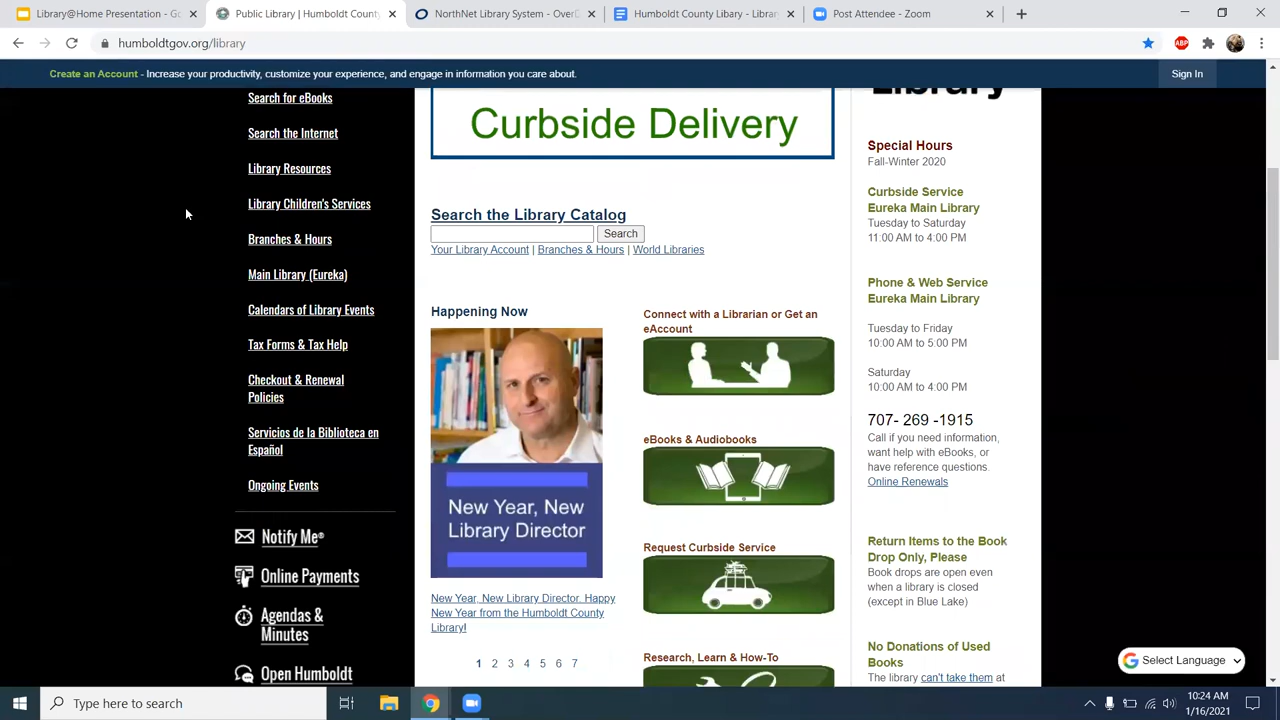 Library@Home Presentation - Go
Public Library | Humboldt County
NorthNet Library System - OverD
Humboldt County Library - Library
Post Attendee - Zoom
humboldtgov.org/library
ABP
Create an Account - Increase your productivity, customize your experience, and engage in information you care about.
Sign In
Search for eBooks
Search the Internet
Library Resources
Library Children's Services
Branches & Hours
Main Library (Eureka)
Calendars of Library Events
Tax Forms & Tax Help
Checkout & Renewal
Policies
Servicios de la Biblioteca en
Español
Ongoing Events
Notify Me®
Online Payments
Agendas &
Minutes
Open Humboldt
Curbside Delivery
Search the Library Catalog
Search
Your Library Account | Branches & Hours | World Libraries
Happening Now
New Year, New
Library Director
New Year, New Library Director. Happy
New Year from the Humboldt County
Library!
1 2 3 4 5 6 7
Connect with a Librarian or Get an
eAccount
eBooks & Audiobooks
Request Curbside Service
Research, Learn & How-To
Library
Special Hours
Fall-Winter 2020
Curbside Service
Eureka Main Library
Tuesday to Saturday
11:00 AM to 4:00 PM
Phone & Web Service
Eureka Main Library
Tuesday to Friday
10:00 AM to 5:00 PM
Saturday
10:00 AM to 4:00 PM
707- 269 -1915
Call if you need information,
want help with eBooks, or
have reference questions.
Online Renewals
Return Items to the Book
Drop Only, Please
Book drops are open even
when a library is closed
(except in Blue Lake)
No Donations of Used
Books
The library can't take them at
Select Language
Type here to search
10:24 AM
1/16/2021